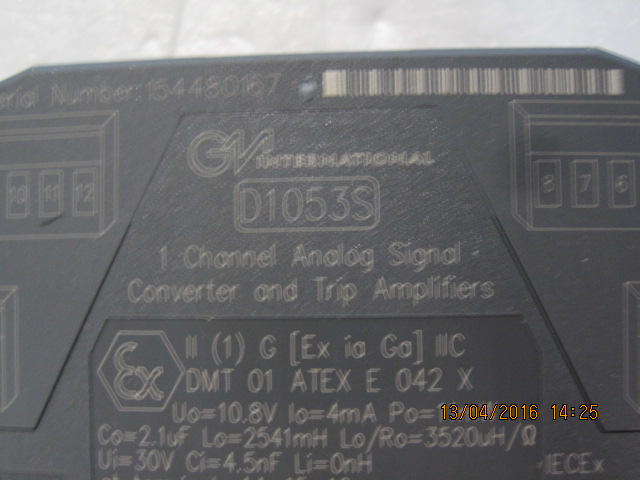 Serial Number: 154480167
GM
INTERNATIONAL
D1053S
10 11 12
8 7 6
1 Channel Analog Signal
Converter and Trip Amplifiers
II (1) G [Ex ia Ga] IIC
Ex
DMT 01 ATEX E 042 X
Uo=10.8V Io=4mA Po=1
13/04/2016 14:25
Co=2.1uF Lo=2541mH Lo/Ro=3520uH/Ω
Ui=30V Ci=4.5nF Li=0nH
IECEx